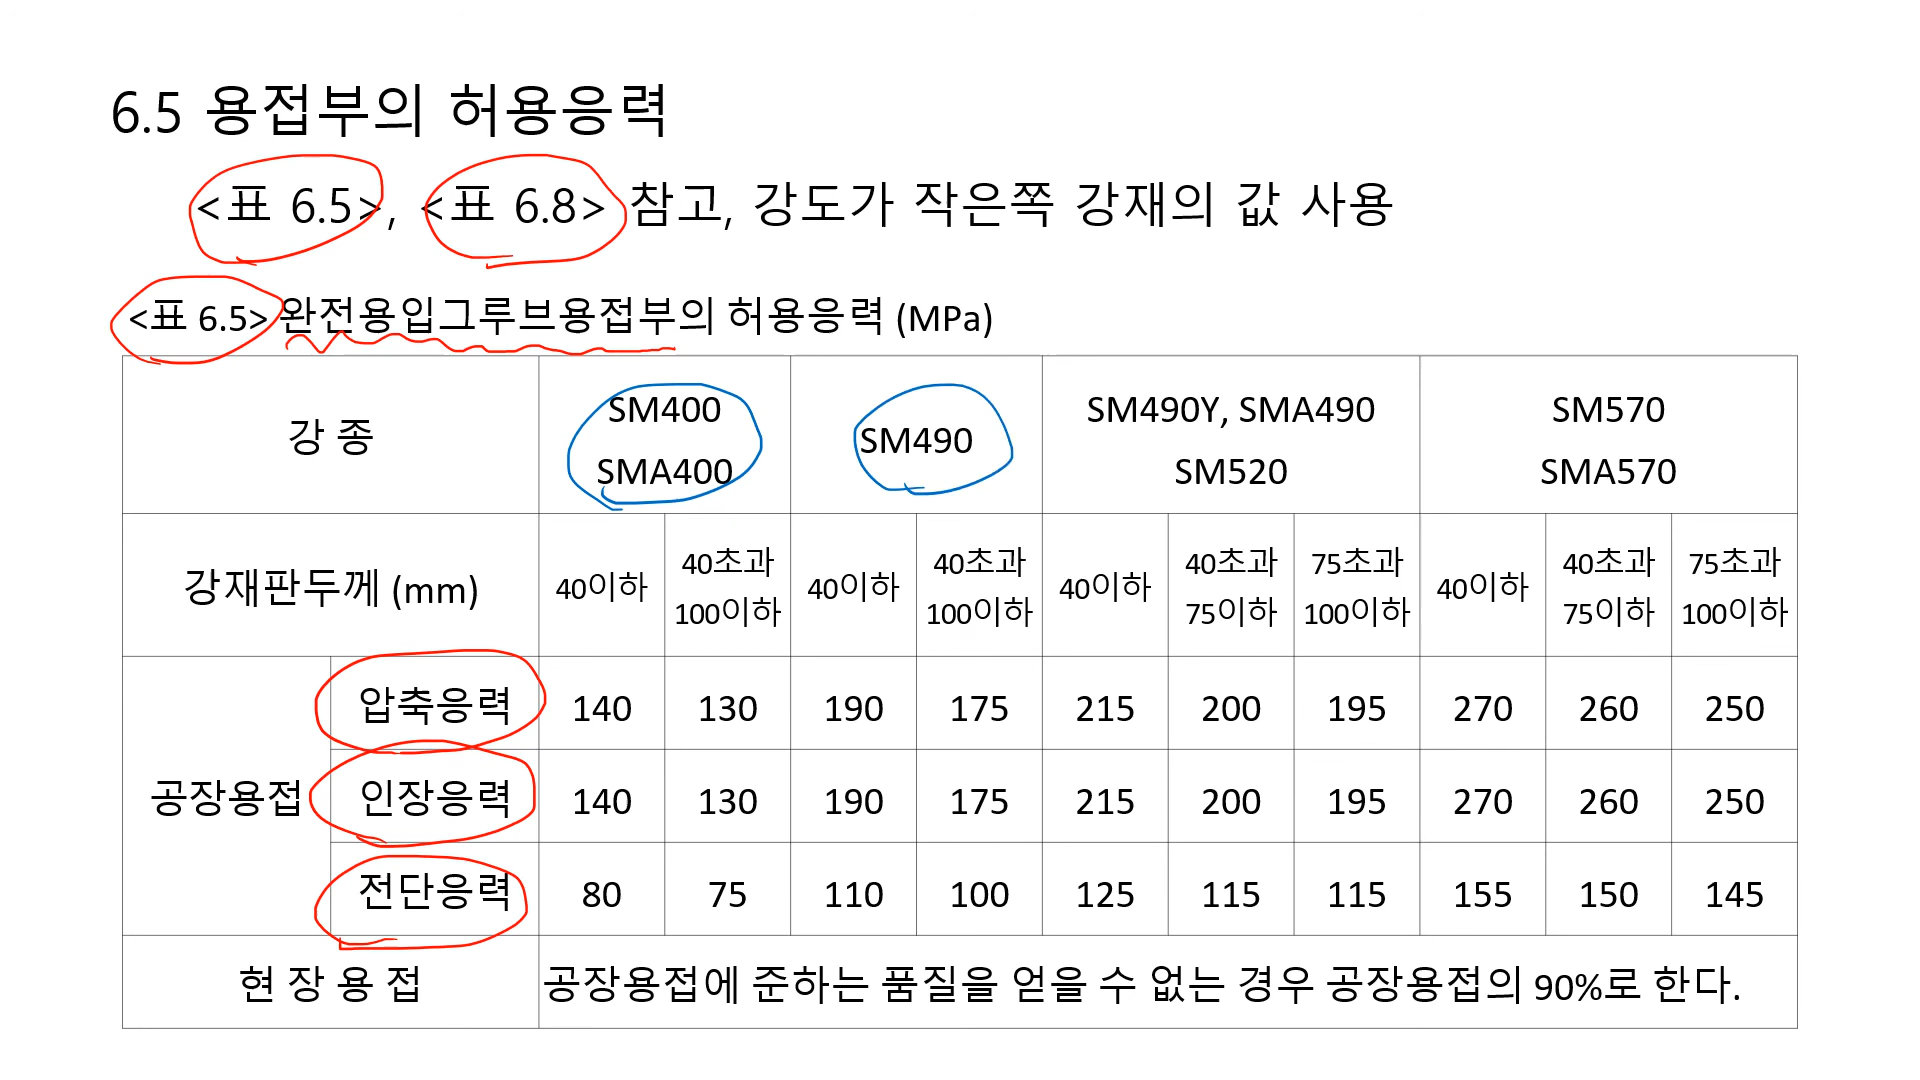 6.5 용접부의 허용응력
<표 6.5>, <표 6.8> 참고, 강도가 작은쪽 강재의 값 사용
<표 6.5> 완전용입그루브용접부의 허용응력 (MPa)
강 종
SM400
SMA400
SM490
SM490Y, SMA490
SM520
SM570
SMA570
강재판두께 (mm)
40이하
40초과
100이하
40이하
40초과
100이하
40이하
40초과
75이하
75초과
100이하
40이하
40초과
75이하
75초과
100이하
공장용접
압축응력 140 130 190 175 215 200 195 270 260 250
인장응력 140 130 190 175 215 200 195 270 260 250
전단응력 80 75 110 100 125 115 115 155 150 145
현 장 용 접
공장용접에 준하는 품질을 얻을 수 없는 경우 공장용접의 90%로 한다.